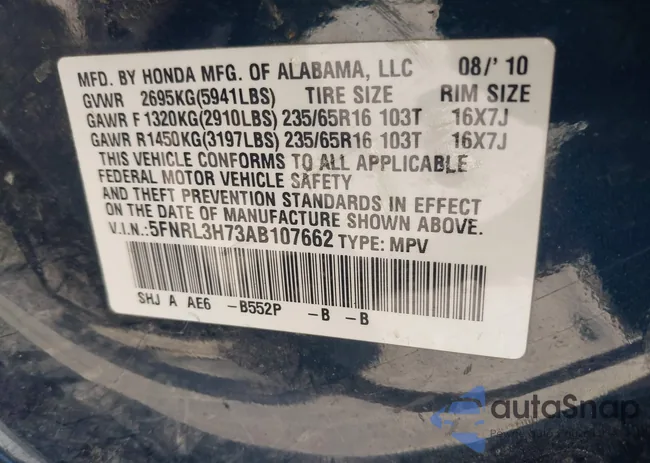 MFD. BY HONDA MFG. OF ALABAMA, LLC 08/' 10
GVWR 2695KG(5941LBS) TIRE SIZE RIM SIZE
GAWR F 1320KG(2910LBS) 235/65R16 103T 16X7J
GAWR R1450KG(3197LBS) 235/65R16 103T 16X7J
THIS VEHICLE CONFORMS TO ALL APPLICABLE
FEDERAL MOTOR VEHICLE SAFETY
AND THEFT PREVENTION STANDARDS IN EFFECT
ON THE DATE OF MANUFACTURE SHOWN ABOVE.
V.I.N.:5FNRL3H73AB107662 TYPE: MPV
SHJ A AE6 -B552P -B -B
autaSnap